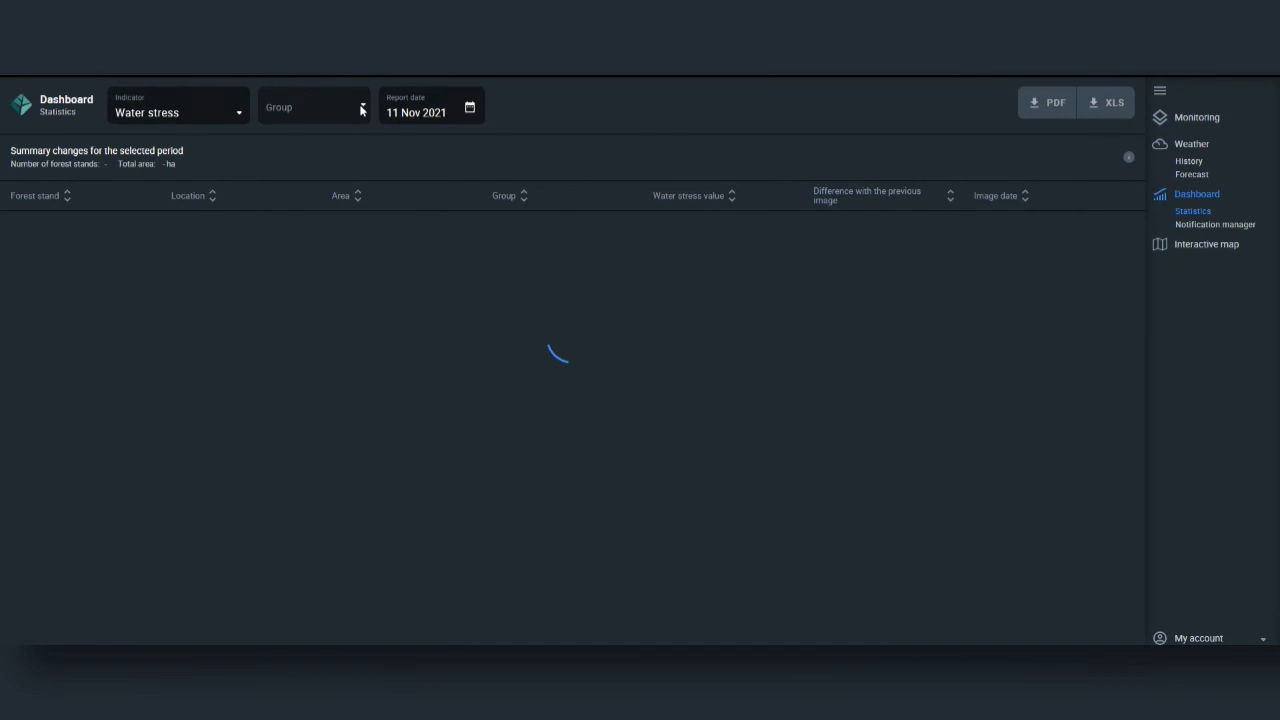 Dashboard
Statistics
Indicator
Water stress
Group
Report date
11 Nov 2021
PDF
XLS
Summary changes for the selected period
Number of forest stands: - Total area: - ha
Forest stand
Location
Area
Group
Water stress value
Difference with the previous
image
Image date
Monitoring
Weather
History
Forecast
Dashboard
Statistics
Notification manager
Interactive map
My account